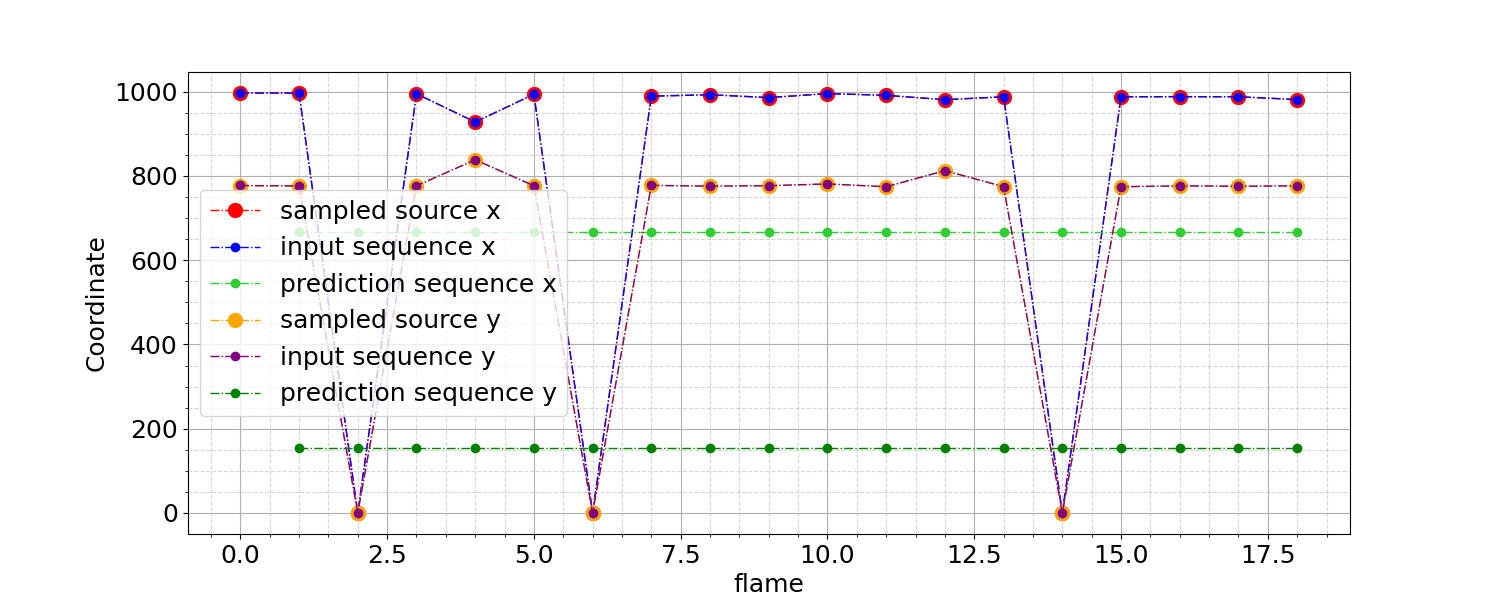 1000
800
600
400
200
0
Coordinate
sampled source x
input sequence x
prediction sequence x
sampled source y
input sequence y
prediction sequence y
0.0 2.5 5.0 7.5 10.0 12.5 15.0 17.5
flame